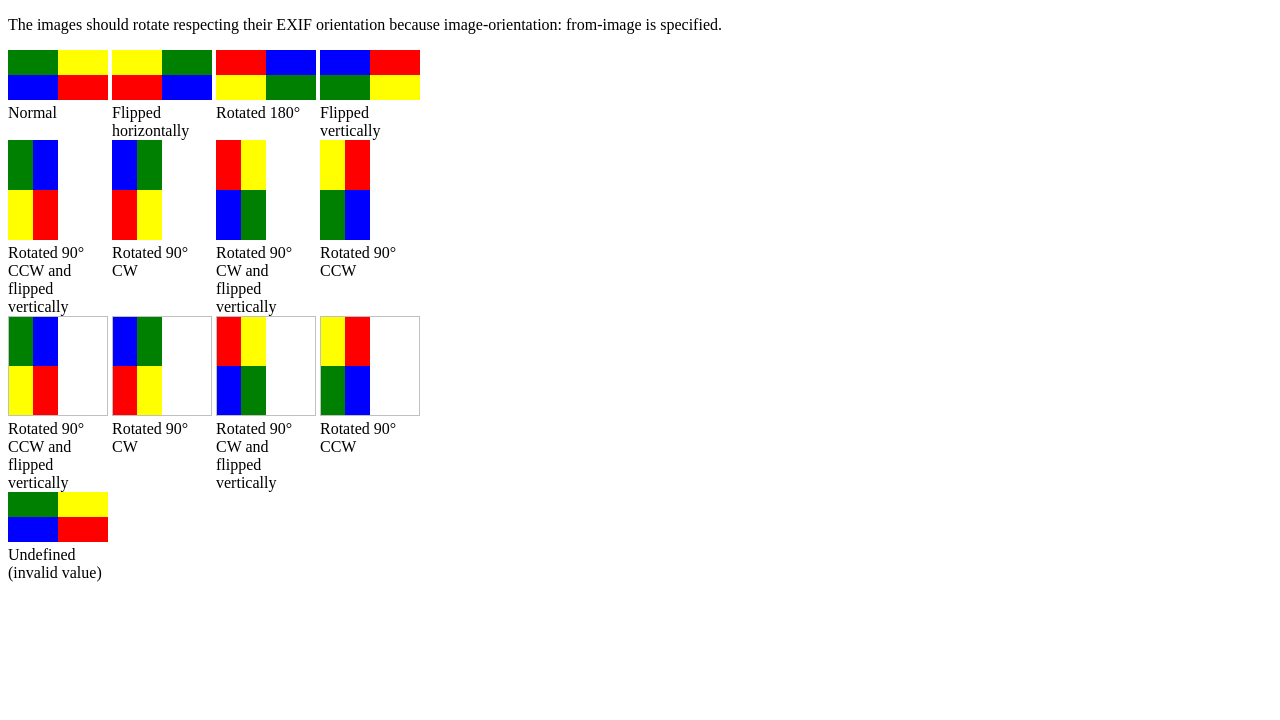 The images should rotate respecting their EXIF orientation because image-orientation: from-image is specified.
Normal
Flipped
horizontally
Rotated 180°
Flipped
vertically
Rotated 90°
CCW and
flipped
vertically
Rotated 90°
CW
Rotated 90°
CW and
flipped
vertically
Rotated 90°
CCW
Rotated 90°
CCW and
flipped
vertically
Rotated 90°
CW
Rotated 90°
CW and
flipped
vertically
Rotated 90°
CCW
Undefined
(invalid value)